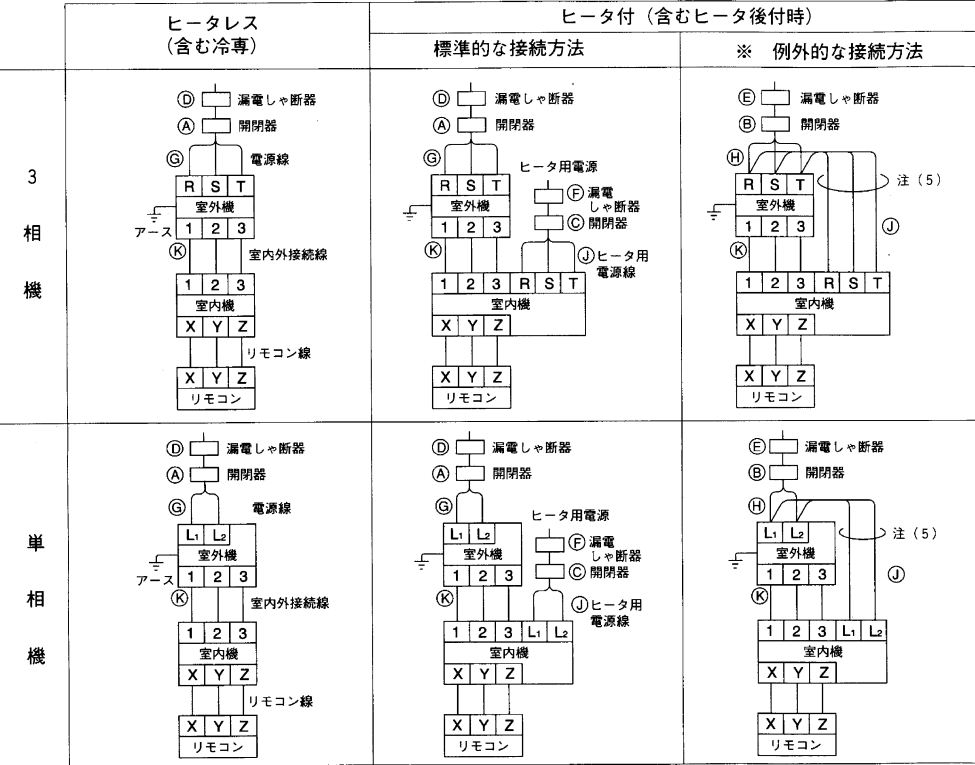 ヒータレス
(含む冷専)
ヒータ付(含むヒータ後付時)
標準的な接続方法
※ 例外的な接続方法
3相機
Ⓓ 漏電しゃ断器
Ⓐ 開閉器
Ⓖ 電源線
R S T
室外機
アース
1 2 3
Ⓚ 室内外接続線
1 2 3
室内機
X Y Z
リモコン線
X Y Z
リモコン
Ⓓ 漏電しゃ断器
Ⓐ 開閉器
Ⓖ
ヒータ用電源
R S T
Ⓕ 漏電
しゃ断器
室外機
Ⓒ 開閉器
1 2 3
Ⓚ
Ⓙ ヒータ用
電源線
1 2 3 R S T
室内機
X Y Z
X Y Z
リモコン
Ⓔ 漏電しゃ断器
Ⓑ 開閉器
Ⓗ
R S T
注(5)
室外機
1 2 3
Ⓙ
Ⓚ
1 2 3 R S T
室内機
X Y Z
X Y Z
リモコン
単相機
Ⓓ 漏電しゃ断器
Ⓐ 開閉器
Ⓖ 電源線
L₁ L₂
室外機
アース
1 2 3
Ⓚ 室内外接続線
1 2 3
室内機
X Y Z
リモコン線
X Y Z
リモコン
Ⓓ 漏電しゃ断器
Ⓐ 開閉器
Ⓖ
ヒータ用電源
L₁ L₂
Ⓕ 漏電
しゃ断器
室外機
Ⓒ 開閉器
1 2 3
Ⓚ
Ⓙ ヒータ用
電源線
1 2 3 L₁ L₂
室内機
X Y Z
X Y Z
リモコン
Ⓔ 漏電しゃ断器
Ⓑ 開閉器
Ⓗ
L₁ L₂
注(5)
室外機
1 2 3
Ⓙ
Ⓚ
1 2 3 L₁ L₂
室内機
X Y Z
X Y Z
リモコン